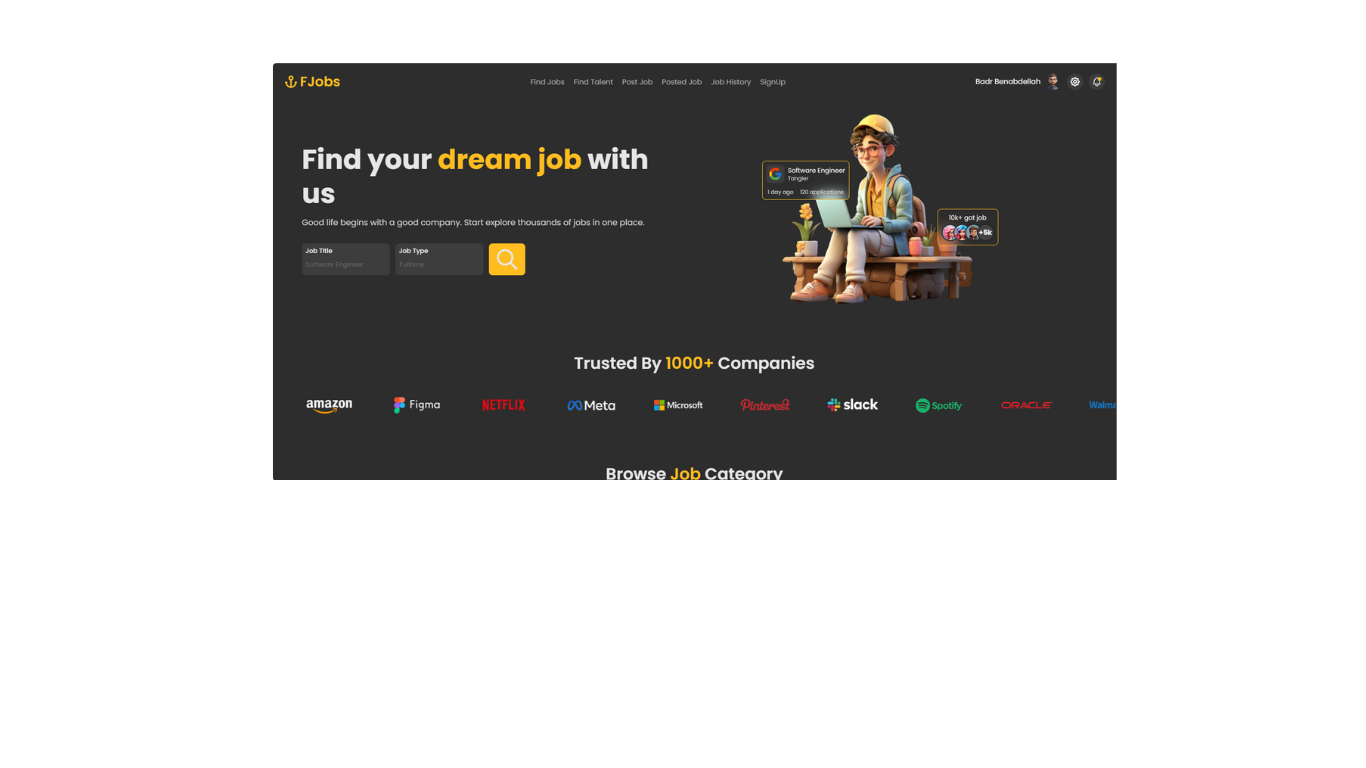 FJobs
Find Jobs Find Talent Post Job Posted Job Job History SignUp
Badr Benabdellah
Find your dream job with
us
Good life begins with a good company. Start explore thousands of jobs in one place.
Job Title
Software Engineer
Job Type
Fulltime
Software Engineer
Tangier
1 day ago 120 applications
10k+ got job
+5k
Trusted By 1000+ Companies
amazon Figma NETFLIX Meta Microsoft Pinterest slack Spotify ORACLE Walma
Browse Job Category